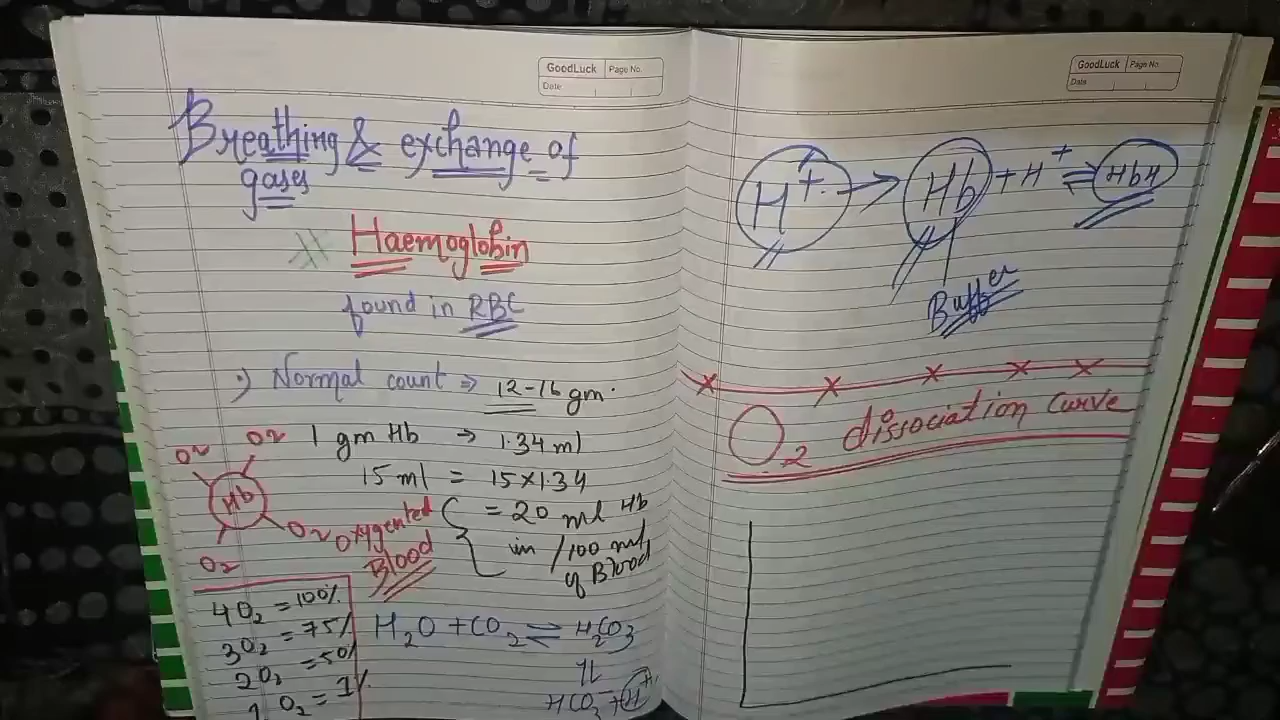 GoodLuck Page No.
Date
Breathing & exchange of
gases
Haemoglobin
found in RBC
Normal count ⇒ 12-16 gm.
1 gm Hb → 1.34 ml
15 ml = 15×1.34
= 20 ml Hb
in /100 ml
of Blood
O2 O2
Hb
O2 O2
Oxygented
Blood
4O2 = 100%
3O2 = 75%
2O2 = 50%
1 O2 = 1%
H2O + CO2 ⇌ H2CO3
HCO3- + H+
GoodLuck Page No.
Date
H+ → Hb + H+ ⇌ HbH
Buffer
O2 dissociation Curve